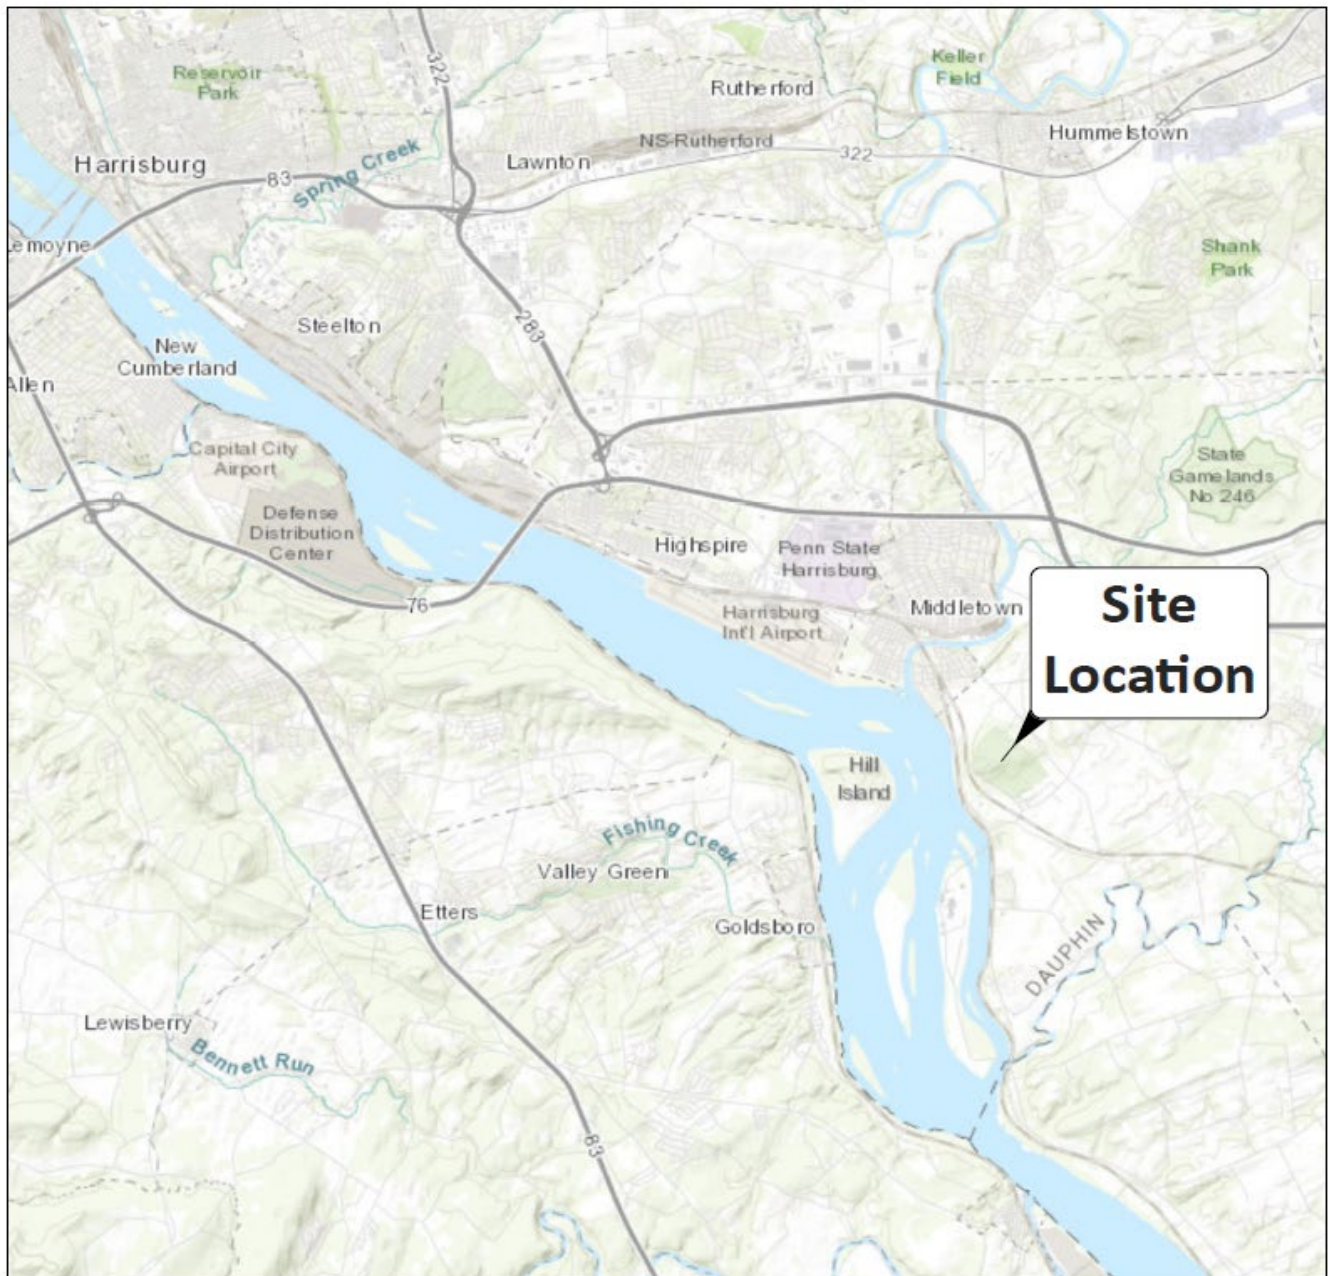 322
Reservoir
Park
Keller
Field
Rutherford
NS-Rutherford
Hummelstown
322
Lawnton
Harrisburg
83
Spring Creek
Lemoyne
Shank
Park
283
Steelton
New
Cumberland
Allen
Capital City
Airport
State
Gamelands
No 246
Defense
Distribution
Center
Highspire
Penn State
Harrisburg
76
Harrisburg
Int'l Airport
Middletown
Site
Location
Hill
Island
Fishing Creek
Valley Green
Etters
Goldsboro
DAUPHIN
Lewisberry
Bennett Run
83